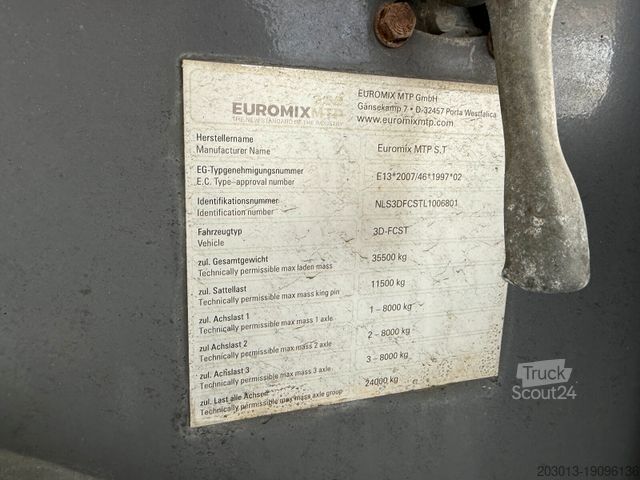 EUROMIX MTP
THE NEW STANDARD OF THE INDUSTRY
EUROMIX MTP GmbH
Gänsekamp 7 • D-32457 Porta Westfalica
www.euromixmtp.com
Herstellername
Manufacturer Name
Euromix MTP S.T
EG-Typgenehmigungsnummer
E.C. Type-approval number
E13*2007/46*1997*02
Identifikationsnummer
Identification number
NLS3DFCSTL1006801
Fahrzeugtyp
Vehicle
3D-FCST
zul. Gesamtgewicht
Technically permissible max laden mass
35500 kg
zul. Sattellast
Technically permissible max mass king pin
11500 kg
zul. Achslast 1
Technically permissible max mass 1 axle
1 – 8000 kg
zul Achslast 2
Technically permissible max mass 2 axle
2 – 8000 kg
zul. Achslast 3
Technically permissible max mass 3 axle
3 – 8000 kg
zul. Last alle Achsen
Technically permissible max mass axle group
24000 kg
Truck
Scout24
203013-19096136